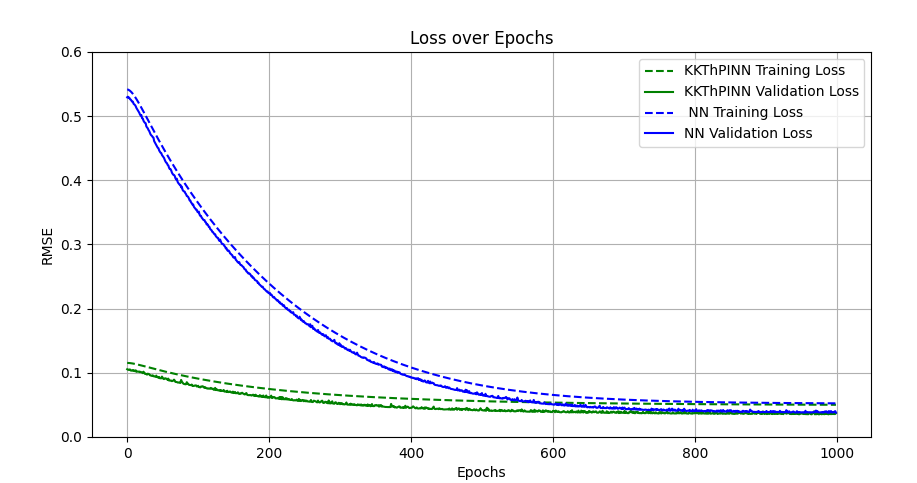 Loss over Epochs
KKThPINN Training Loss
KKThPINN Validation Loss
NN Training Loss
NN Validation Loss
RMSE
0.6
0.5
0.4
0.3
0.2
0.1
0.0
0 200 400 600 800 1000
Epochs